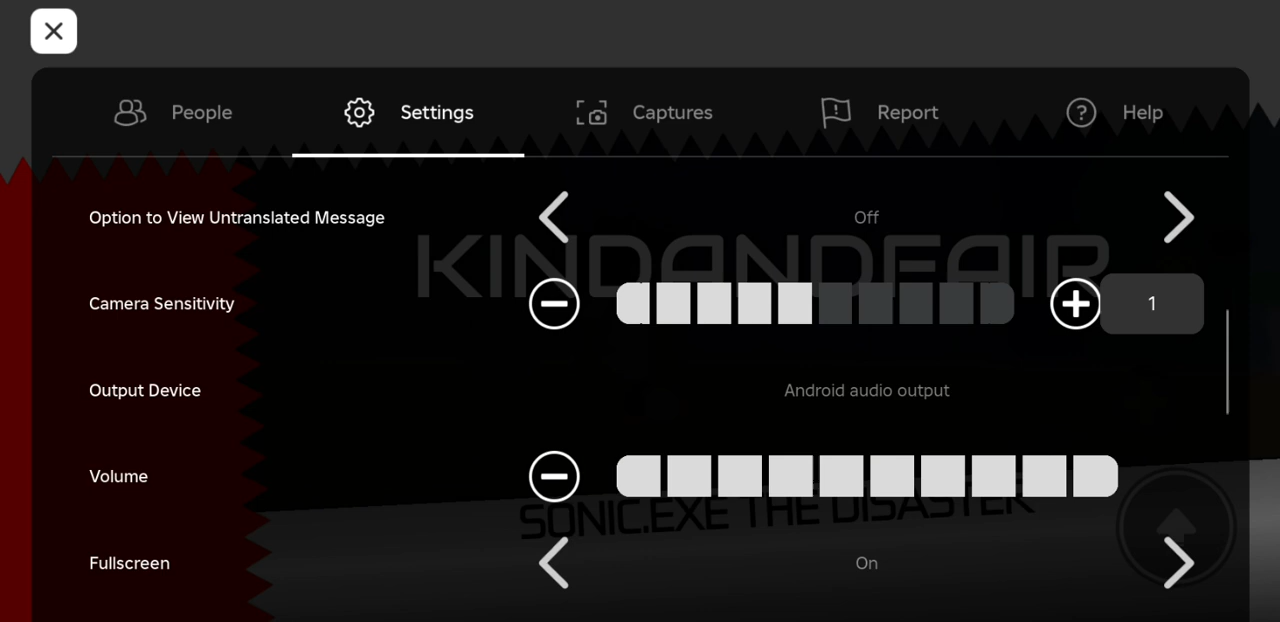 People Settings Captures Report Help
Option to View Untranslated Message Off
KINDANDFAIR
Camera Sensitivity 1
Output Device Android audio output
Volume
SONIC.EXE THE DISASTER
Fullscreen On